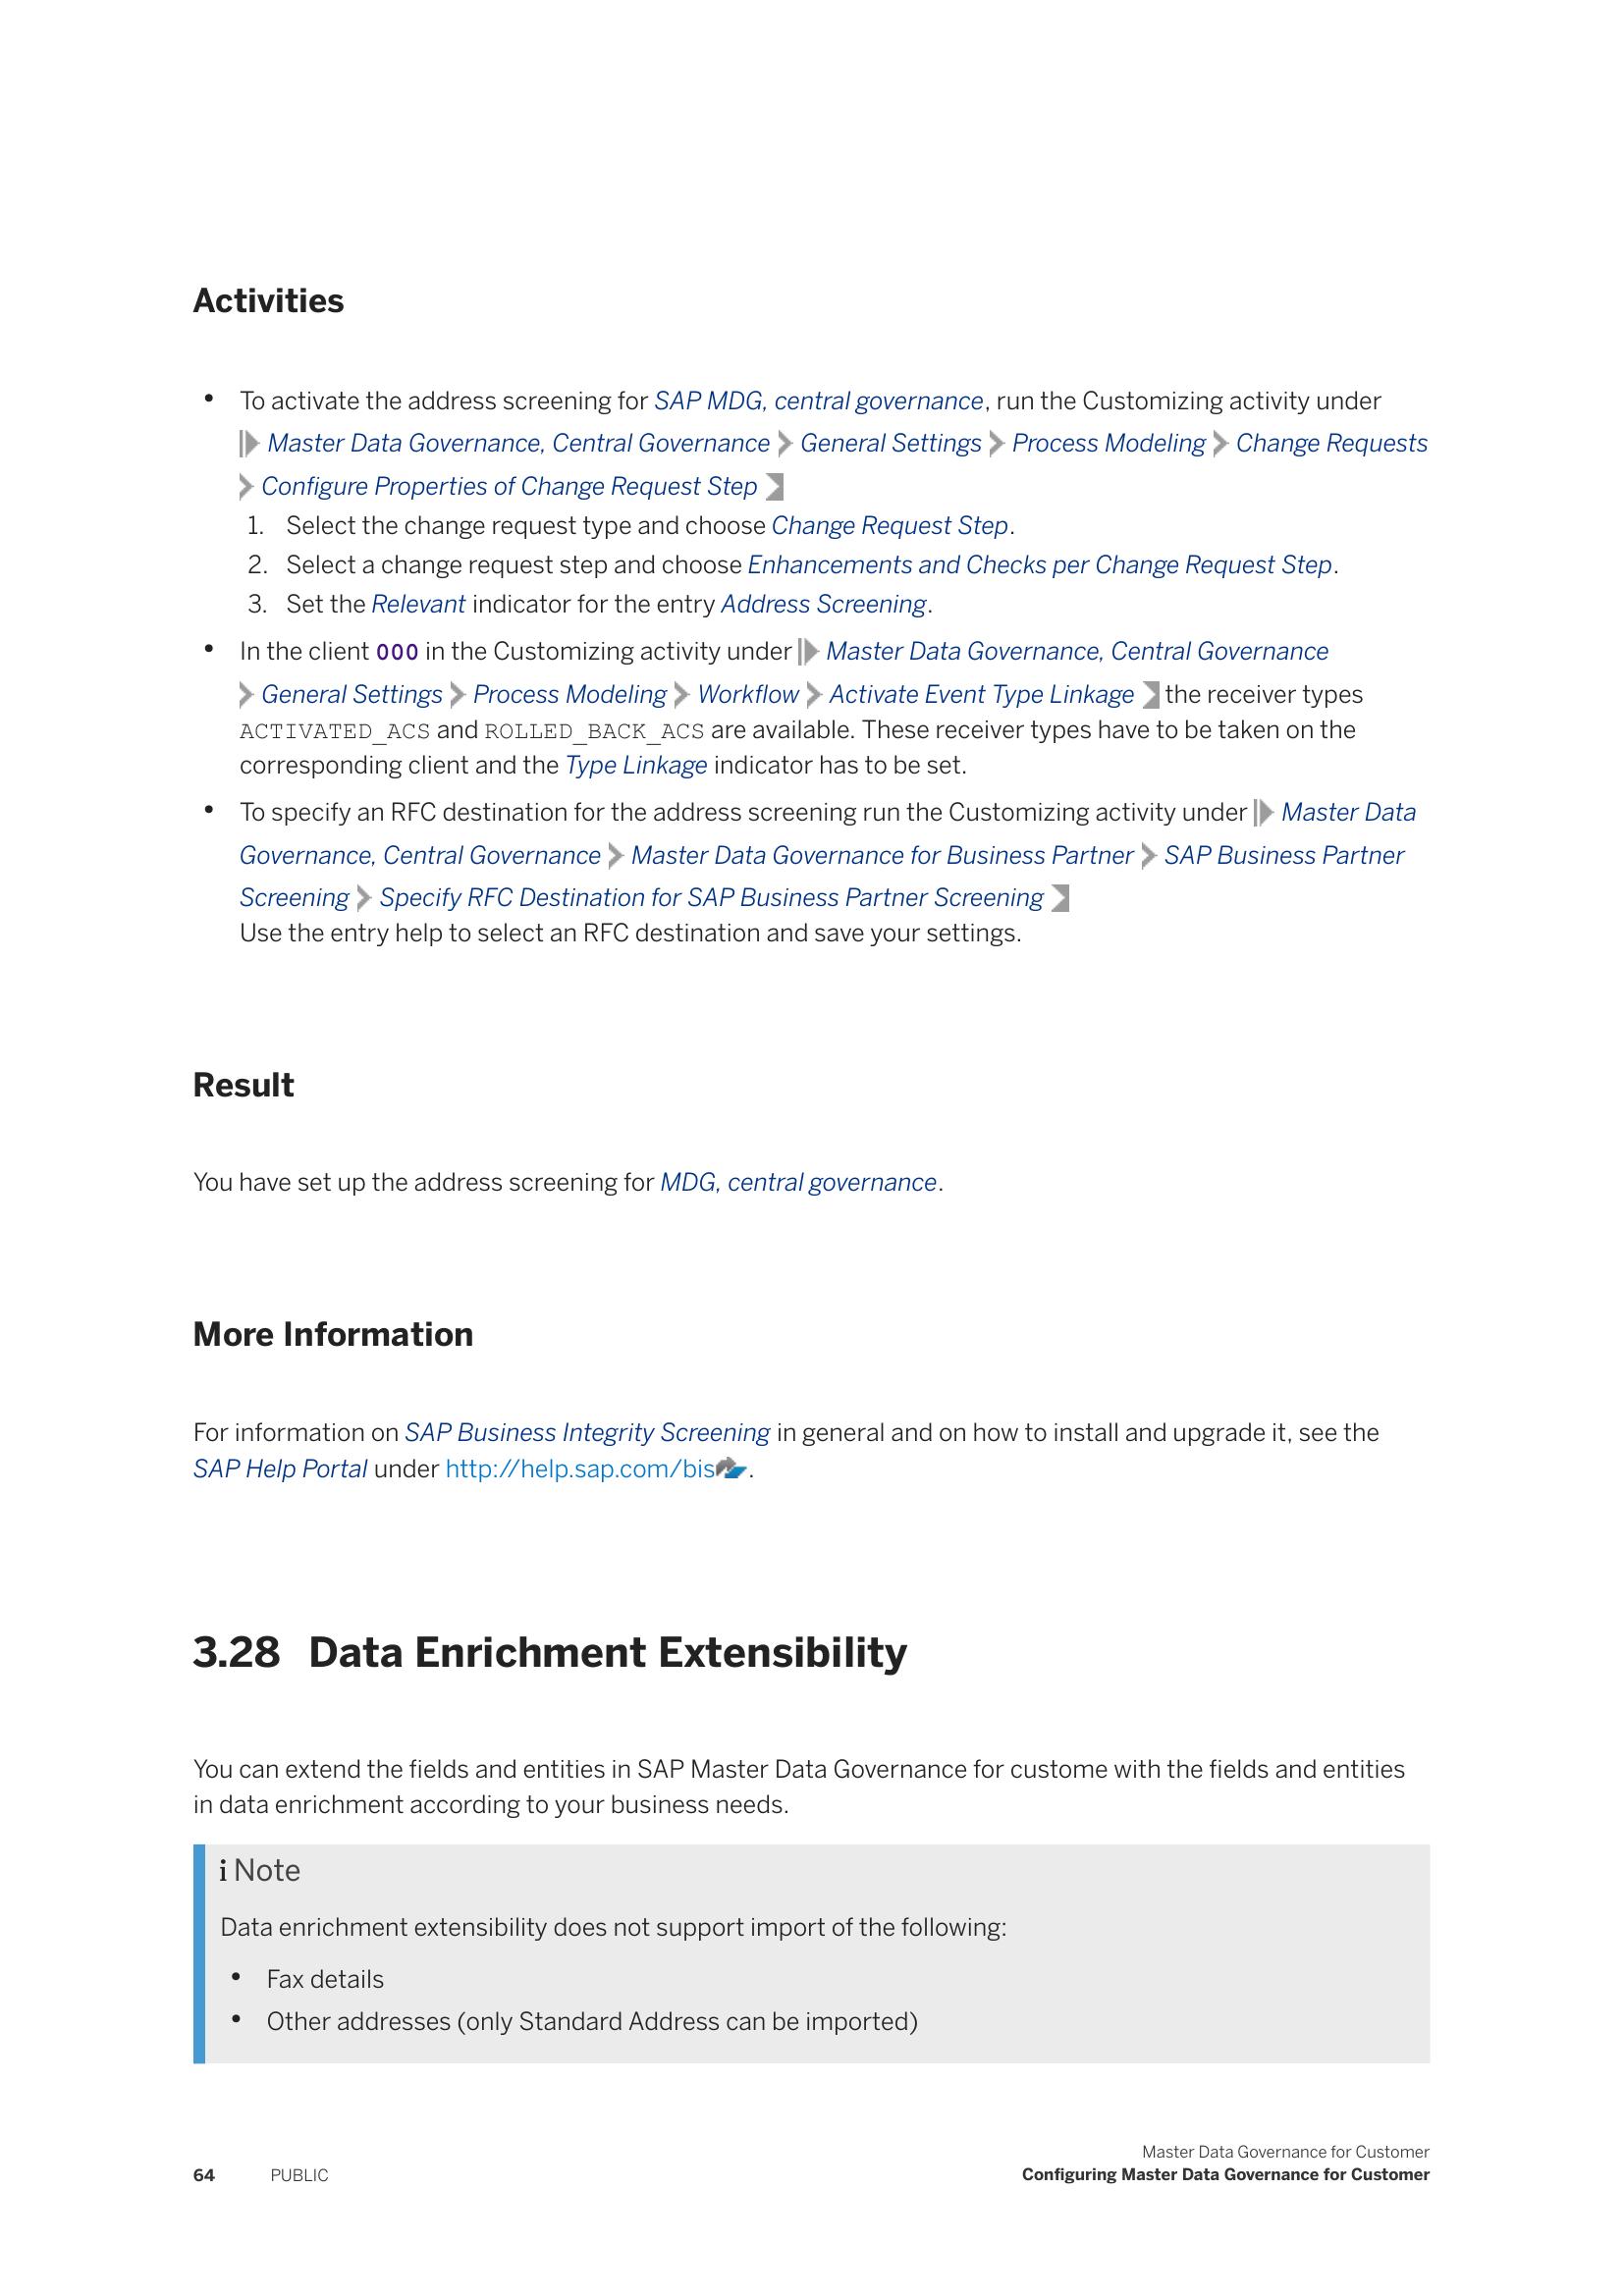 Activities
• To activate the address screening for SAP MDG, central governance, run the Customizing activity under
Master Data Governance, Central Governance > General Settings > Process Modeling > Change Requests
> Configure Properties of Change Request Step
1. Select the change request type and choose Change Request Step.
2. Select a change request step and choose Enhancements and Checks per Change Request Step.
3. Set the Relevant indicator for the entry Address Screening.
• In the client 000 in the Customizing activity under Master Data Governance, Central Governance
> General Settings > Process Modeling > Workflow > Activate Event Type Linkage the receiver types
ACTIVATED_ACS and ROLLED_BACK_ACS are available. These receiver types have to be taken on the
corresponding client and the Type Linkage indicator has to be set.
• To specify an RFC destination for the address screening run the Customizing activity under Master Data
Governance, Central Governance > Master Data Governance for Business Partner > SAP Business Partner
Screening > Specify RFC Destination for SAP Business Partner Screening
Use the entry help to select an RFC destination and save your settings.
Result
You have set up the address screening for MDG, central governance.
More Information
For information on SAP Business Integrity Screening in general and on how to install and upgrade it, see the
SAP Help Portal under http://help.sap.com/bis.
3.28 Data Enrichment Extensibility
You can extend the fields and entities in SAP Master Data Governance for custome with the fields and entities
in data enrichment according to your business needs.
i Note
Data enrichment extensibility does not support import of the following:
• Fax details
• Other addresses (only Standard Address can be imported)
Master Data Governance for Customer
64 PUBLIC Configuring Master Data Governance for Customer